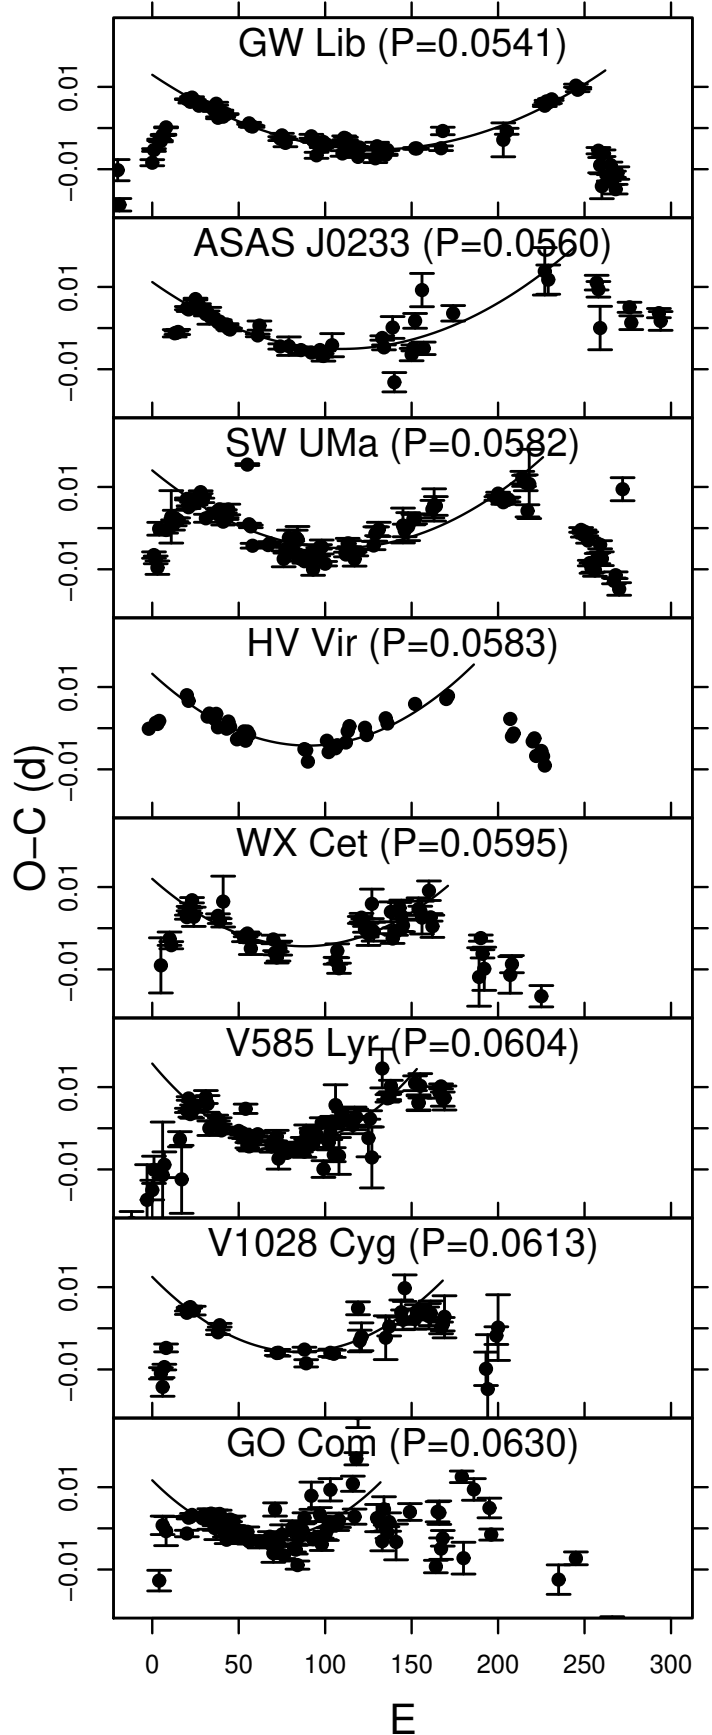 GW Lib (P=0.0541)
0.01
−0.01
ASAS J0233 (P=0.0560)
0.01
−0.01
SW UMa (P=0.0582)
0.01
−0.01
HV Vir (P=0.0583)
0.01
−0.01
O−C (d)
WX Cet (P=0.0595)
0.01
−0.01
V585 Lyr (P=0.0604)
0.01
−0.01
V1028 Cyg (P=0.0613)
0.01
−0.01
GO Com (P=0.0630)
0.01
−0.01
0 50 100 150 200 250 300
E